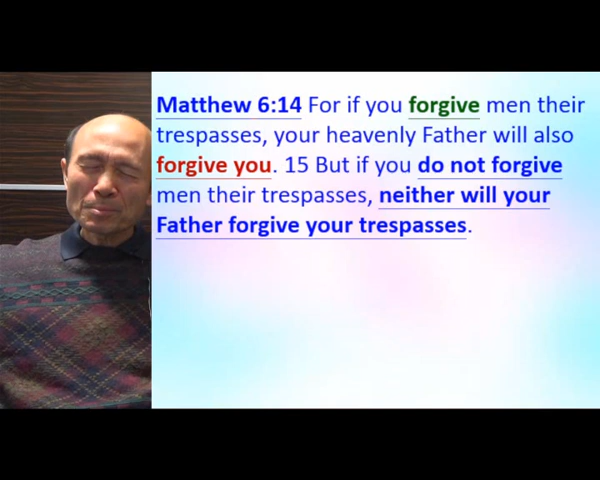 Matthew 6:14 For if you forgive men their
trespasses, your heavenly Father will also
forgive you. 15 But if you do not forgive
men their trespasses, neither will your
Father forgive your trespasses.